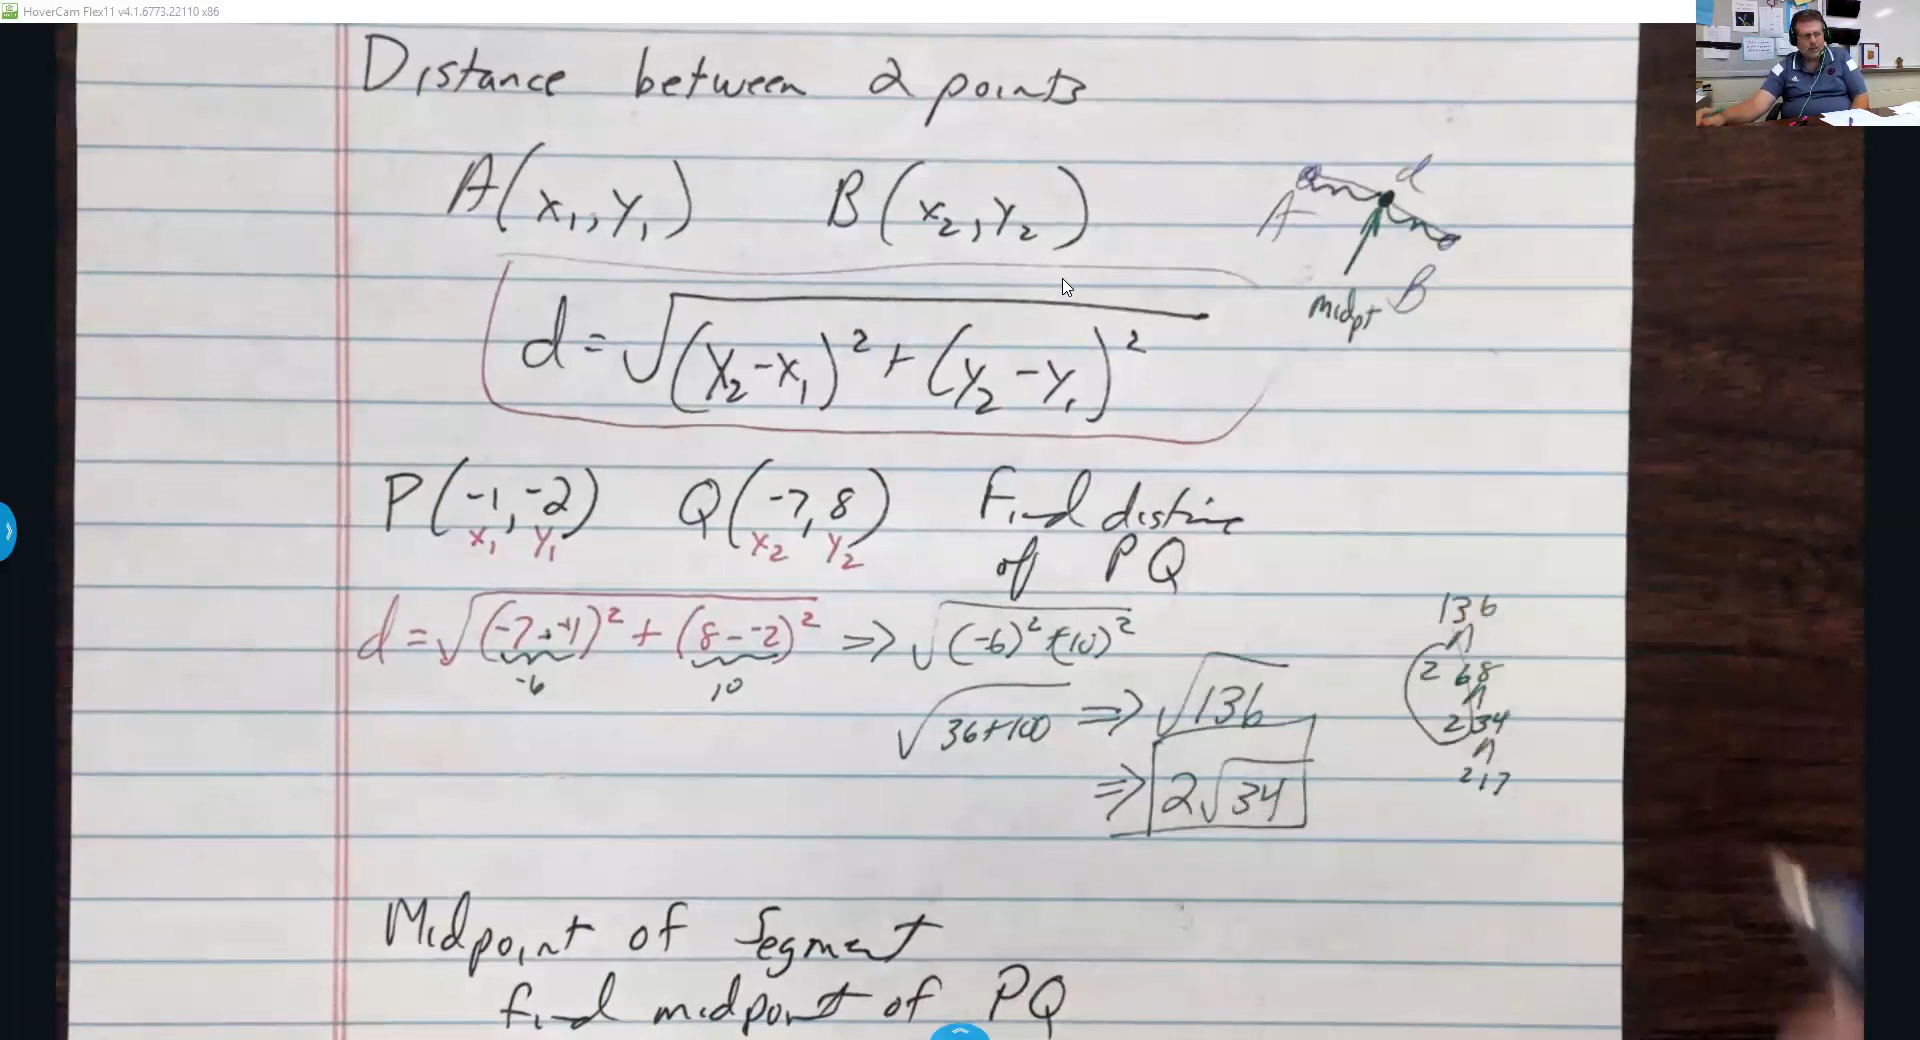 HoverCam Flex11 v4.1.6773.22110 x86
Distance between 2 points
A(x₁, y₁) B(x₂, y₂)
A d B
midpt
d = √(x₂ - x₁)² + (y₂ - y₁)²
P(-1, -2) Q(-7, 8) Find
x₁ y₁ x₂ y₂
of PQ
d = √(-7 - -1)² + (8 - -2)² ⇒ √(-6)² + (10)²
-6 10
√36+100 ⇒ √136
⇒ 2√34
136
2 68
2 34
2 17
Midpoint of Segment
find midpoint of PQ